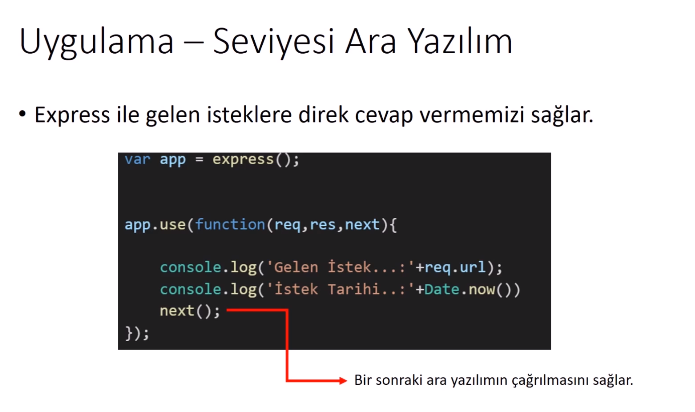 Uygulama – Seviyesi Ara Yazılım
• Express ile gelen isteklere direk cevap vermemizi sağlar.
var app = express();
app.use(function(req,res,next){
console.log('Gelen İstek...:'+req.url);
console.log('İstek Tarihi..:'+Date.now())
next();
});
Bir sonraki ara yazılımın çağrılmasını sağlar.